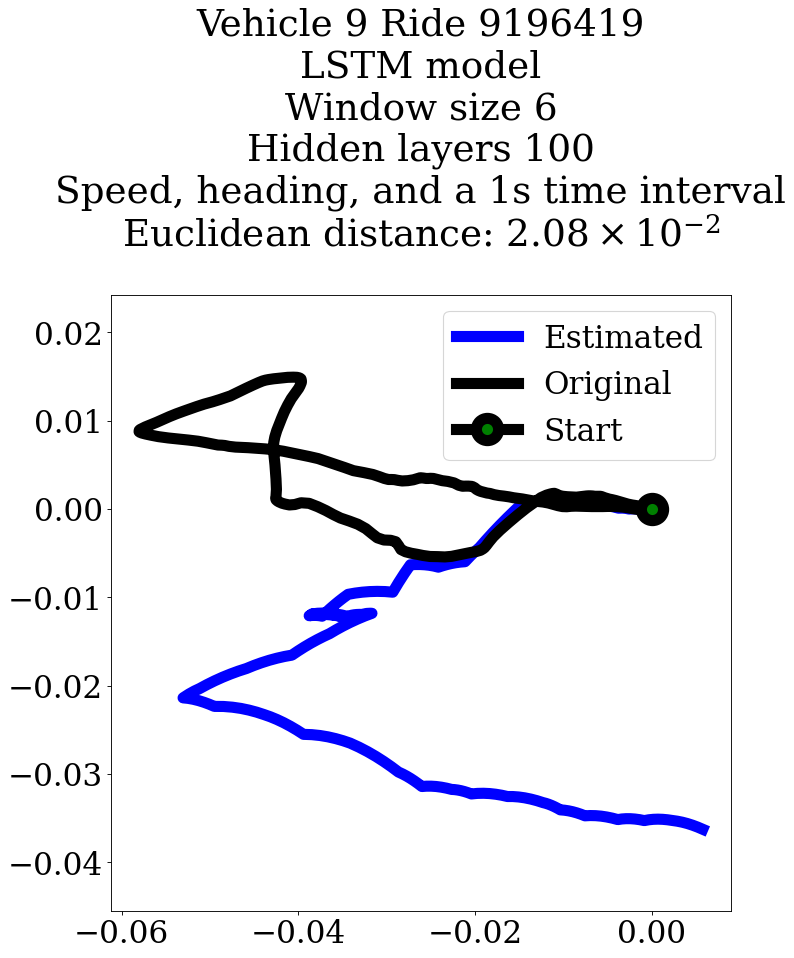 Vehicle 9 Ride 9196419
LSTM model
Window size 6
Hidden layers 100
Speed, heading, and a 1s time interval
Euclidean distance: 2.08 × 10⁻²
Estimated
Original
Start
0.02
0.01
0.00
−0.01
−0.02
−0.03
−0.04
−0.06 −0.04 −0.02 0.00